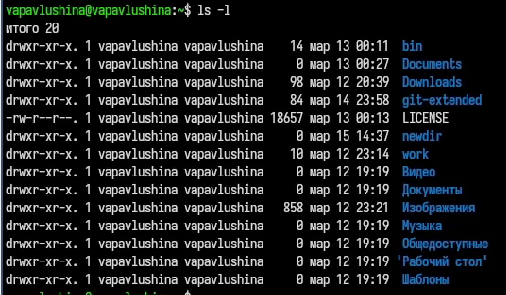 vapavlushina@vapavlushina:~$ ls -l
итого 20
drwxr-xr-x. 1 vapavlushina vapavlushina 14 мар 13 00:11 bin
drwxr-xr-x. 1 vapavlushina vapavlushina 0 мар 13 00:27 Documents
drwxr-xr-x. 1 vapavlushina vapavlushina 98 мар 12 20:39 Downloads
drwxr-xr-x. 1 vapavlushina vapavlushina 84 мар 14 23:58 git-extended
-rw-r--r--. 1 vapavlushina vapavlushina 18657 мар 13 00:13 LICENSE
drwxr-xr-x. 1 vapavlushina vapavlushina 0 мар 15 14:37 newdir
drwxr-xr-x. 1 vapavlushina vapavlushina 10 мар 12 23:14 work
drwxr-xr-x. 1 vapavlushina vapavlushina 0 мар 12 19:19 Видео
drwxr-xr-x. 1 vapavlushina vapavlushina 0 мар 12 19:19 Документы
drwxr-xr-x. 1 vapavlushina vapavlushina 858 мар 12 23:21 Изображения
drwxr-xr-x. 1 vapavlushina vapavlushina 0 мар 12 19:19 Музыка
drwxr-xr-x. 1 vapavlushina vapavlushina 0 мар 12 19:19 Общедоступные
drwxr-xr-x. 1 vapavlushina vapavlushina 0 мар 12 19:19 'Рабочий стол'
drwxr-xr-x. 1 vapavlushina vapavlushina 0 мар 12 19:19 Шаблоны